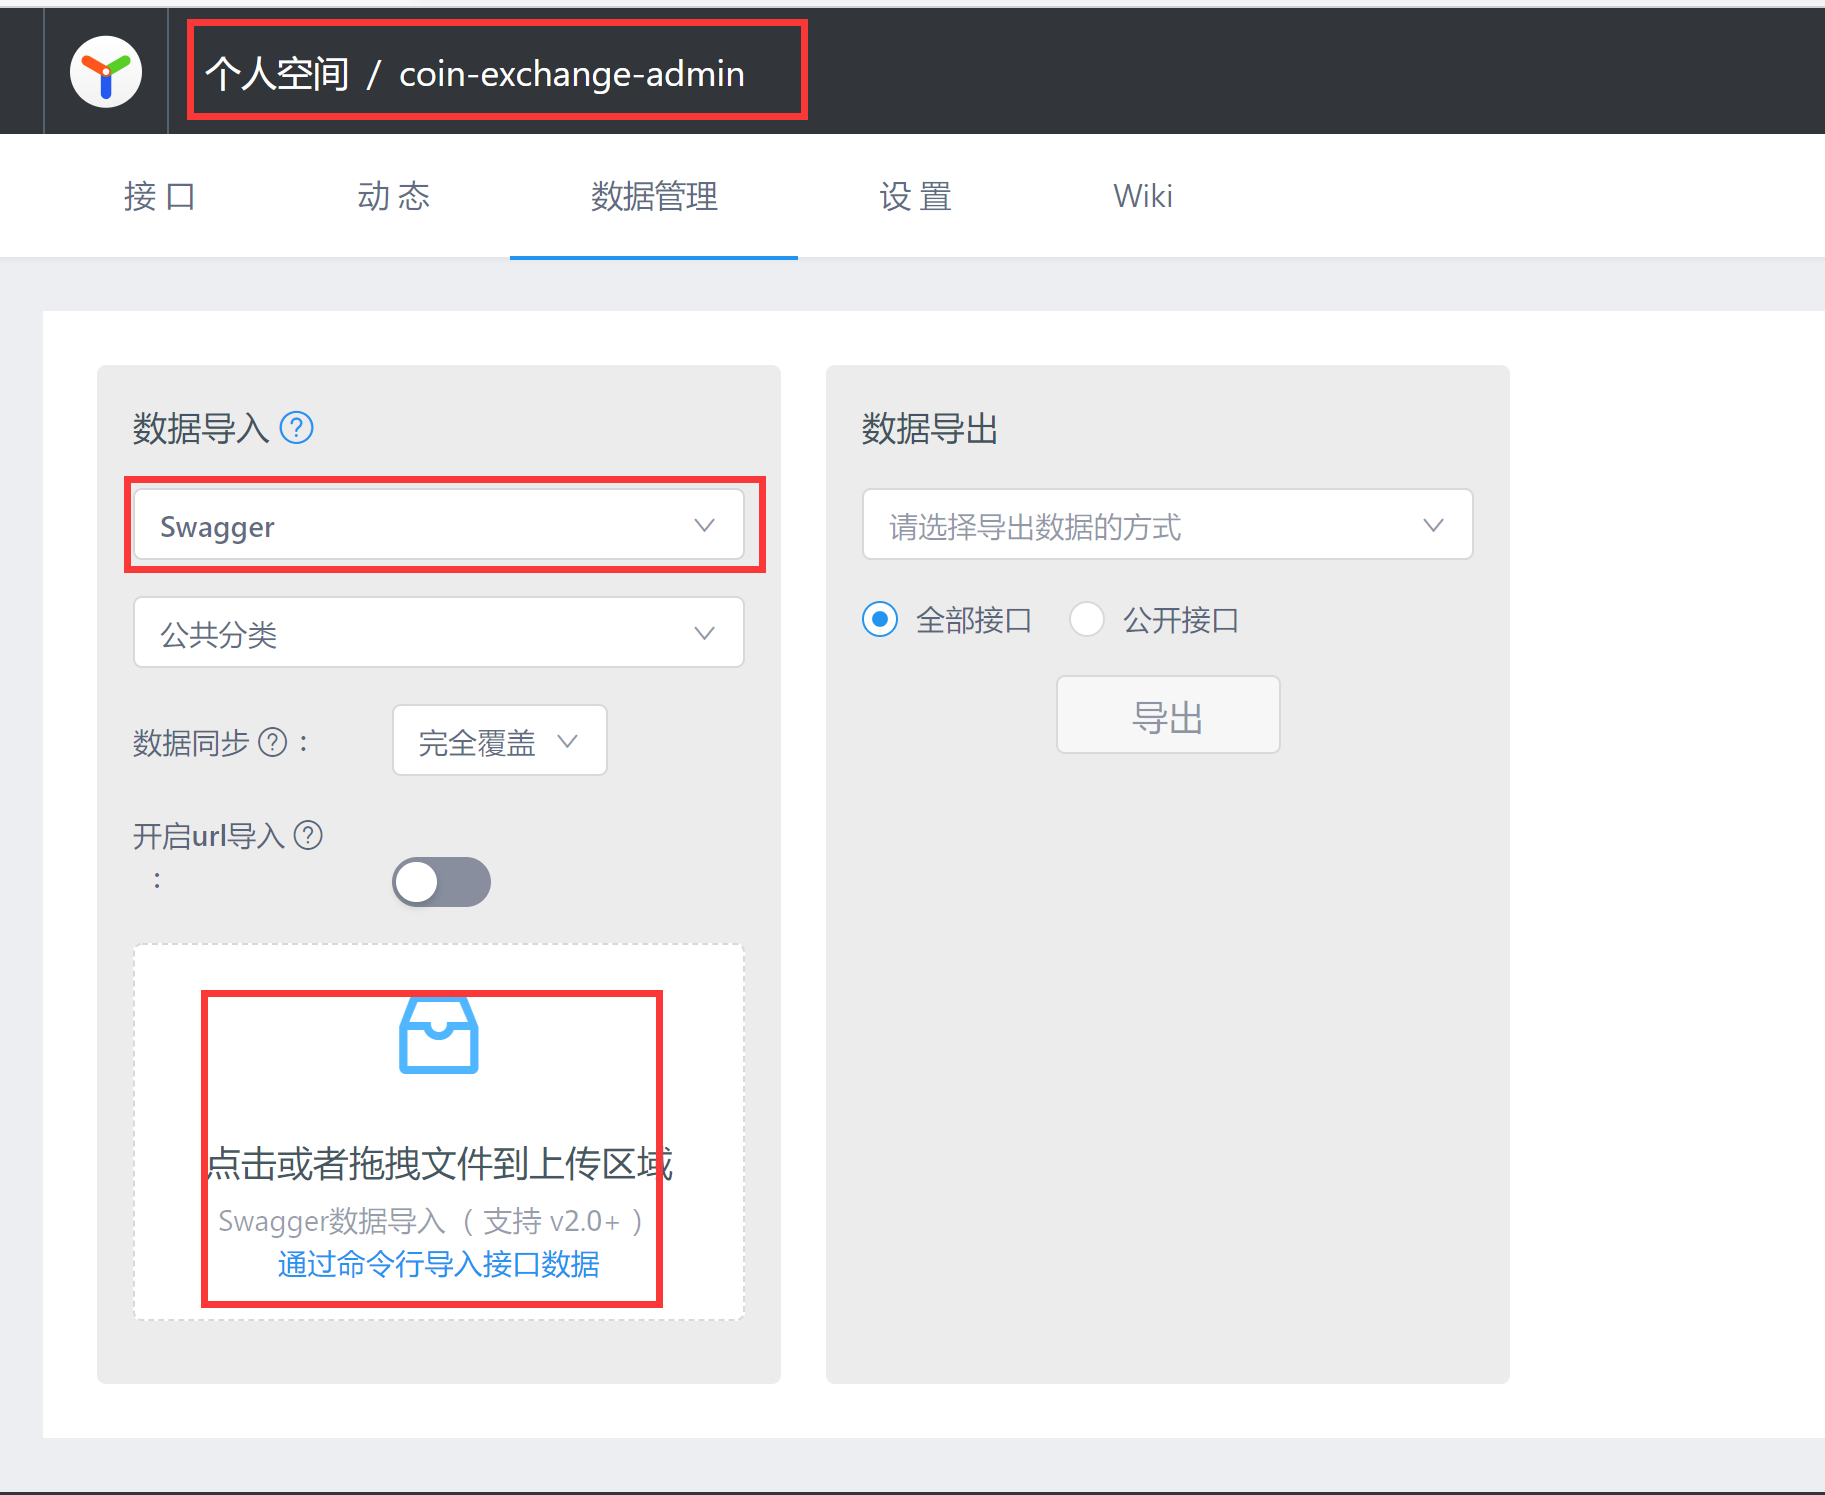 个人空间 / coin-exchange-admin
接 口 动 态 数据管理 设 置 Wiki
数据导入
Swagger
公共分类
数据同步 ： 完全覆盖
开启url导入
：
点击或者拖拽文件到上传区域
Swagger数据导入（ 支持 v2.0+ ）
通过命令行导入接口数据
数据导出
请选择导出数据的方式
全部接口 公开接口
导出